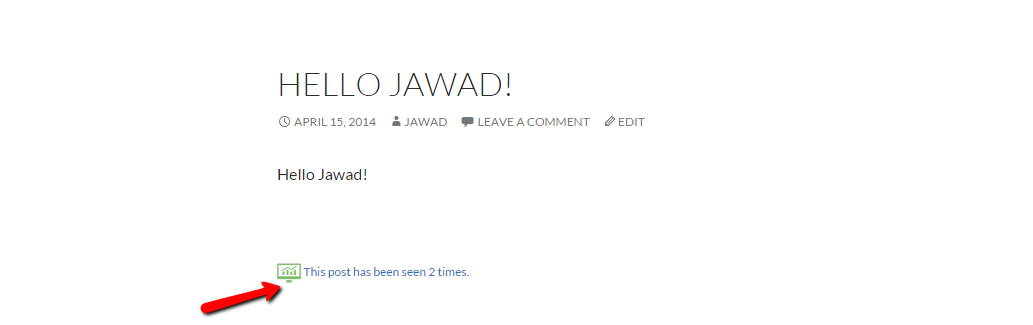 HELLO JAWAD!
APRIL 15, 2014 JAWAD LEAVE A COMMENT EDIT
Hello Jawad!
This post has been seen 2 times.